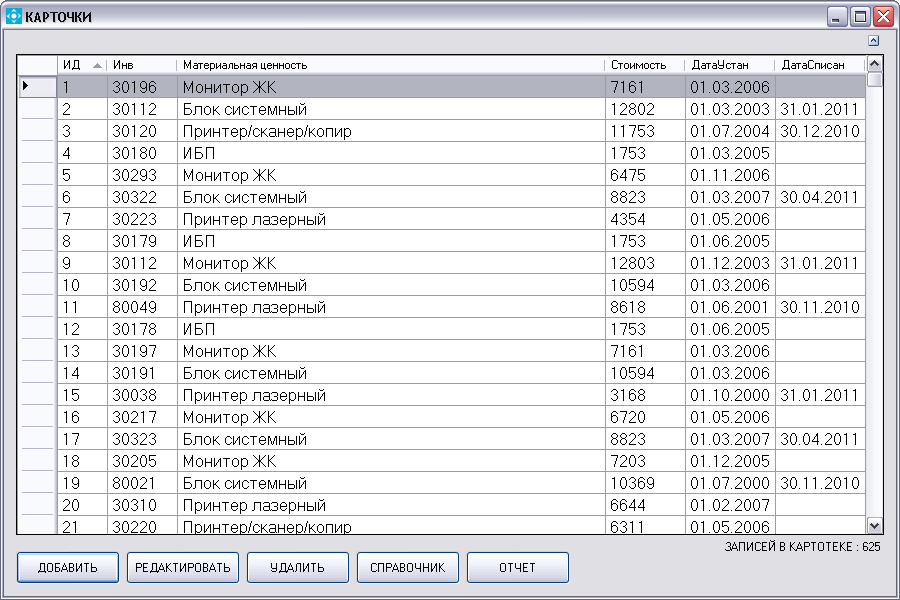 КАРТОЧКИ
ИД Инв Материальная ценность Стоимость ДатаУстан ДатаСписан
1 30196 Монитор ЖК 7161 01.03.2006
2 30112 Блок системный 12802 01.03.2003 31.01.2011
3 30120 Принтер/сканер/копир 11753 01.07.2004 30.12.2010
4 30180 ИБП 1753 01.03.2005
5 30293 Монитор ЖК 6475 01.11.2006
6 30322 Блок системный 8823 01.03.2007 30.04.2011
7 30223 Принтер лазерный 4354 01.05.2006
8 30179 ИБП 1753 01.06.2005
9 30112 Монитор ЖК 12803 01.12.2003 31.01.2011
10 30192 Блок системный 10594 01.03.2006
11 80049 Принтер лазерный 8618 01.06.2001 30.11.2010
12 30178 ИБП 1753 01.06.2005
13 30197 Монитор ЖК 7161 01.03.2006
14 30191 Блок системный 10594 01.03.2006
15 30038 Принтер лазерный 3168 01.10.2000 31.01.2011
16 30217 Монитор ЖК 6720 01.05.2006
17 30323 Блок системный 8823 01.03.2007 30.04.2011
18 30205 Монитор ЖК 7203 01.12.2005
19 80021 Блок системный 10369 01.07.2000 30.11.2010
20 30310 Принтер лазерный 6644 01.02.2007
21 30220 Принтер/сканер/копир 6311 01.05.2006
ЗАПИСЕЙ В КАРТОТЕКЕ : 625
ДОБАВИТЬ РЕДАКТИРОВАТЬ УДАЛИТЬ СПРАВОЧНИК ОТЧЕТ